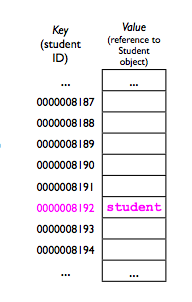 Key
(student
ID)
Value
(reference to
Student
object)
... ...
0000008187
0000008188
0000008189
0000008190
0000008191
0000008192 student
0000008193
0000008194
... ...